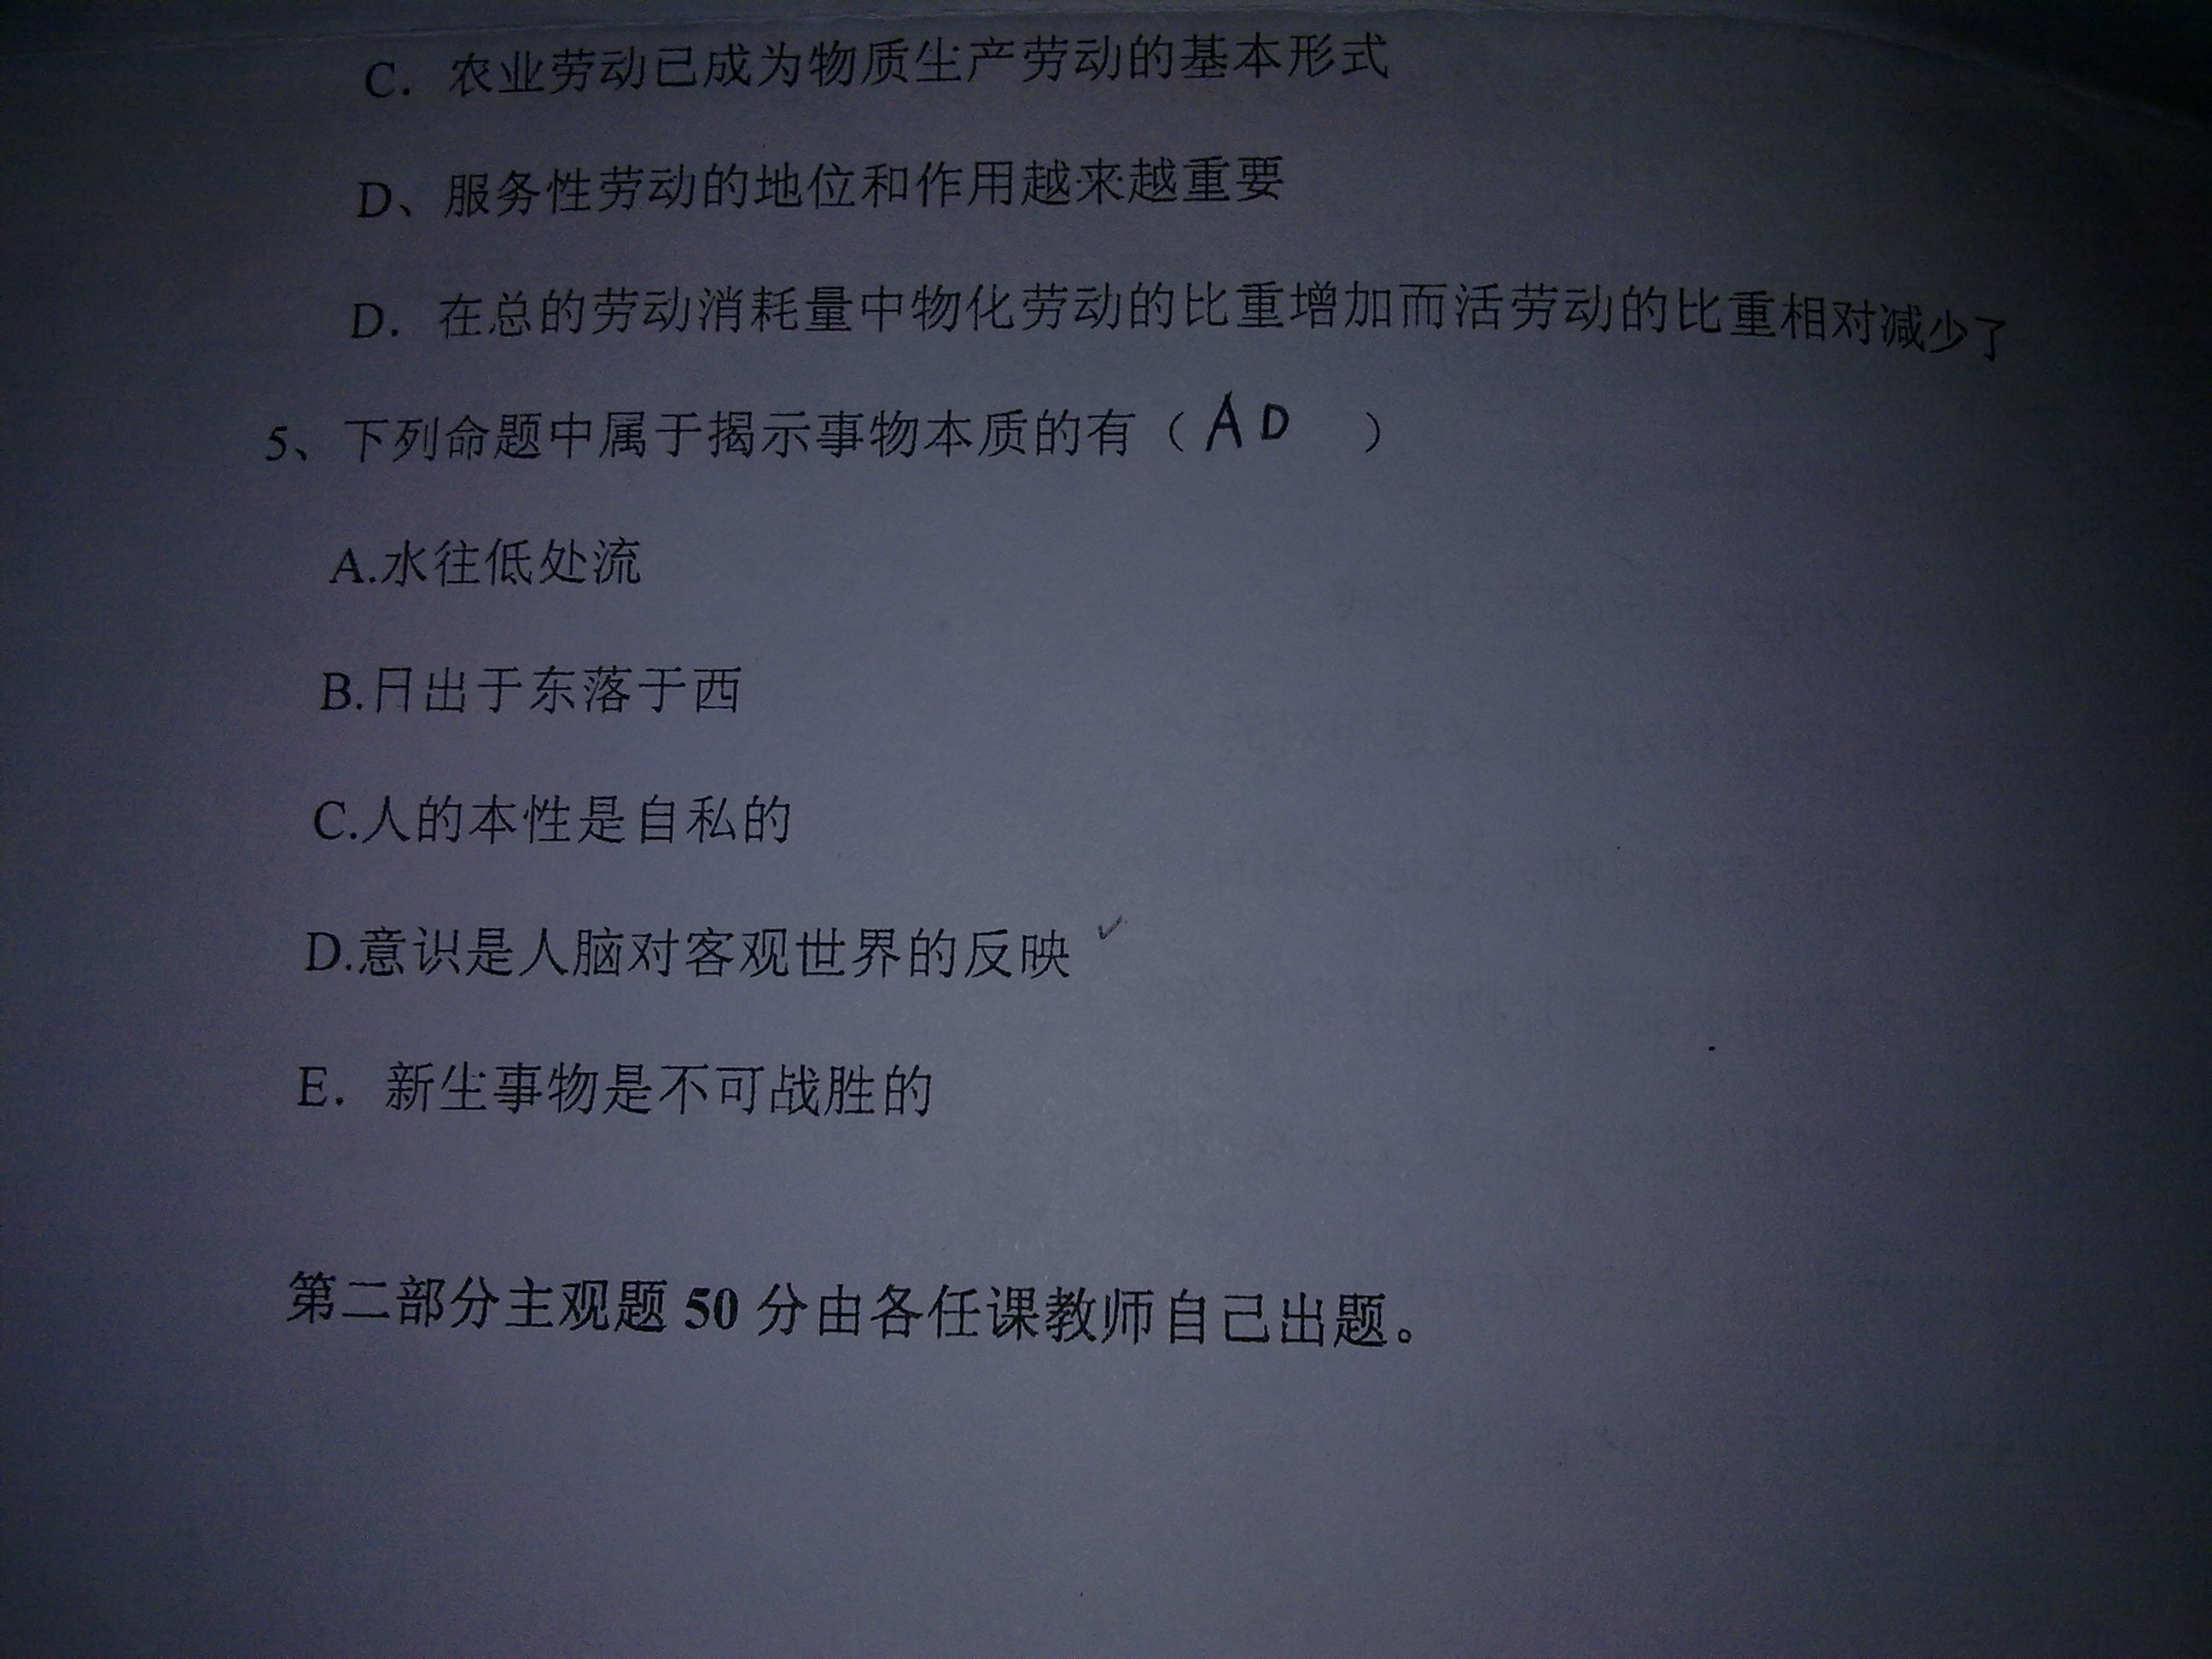 C．农业劳动已成为物质生产劳动的基本形式
D、服务性劳动的地位和作用越来越重要
D．在总的劳动消耗量中物化劳动的比重增加而活劳动的比重相对减少了
5、下列命题中属于揭示事物本质的有（AD ）
A.水往低处流
B.日出于东落于西
C.人的本性是自私的
D.意识是人脑对客观世界的反映 ✓
E．新生事物是不可战胜的
第二部分主观题 50 分由各任课教师自己出题。